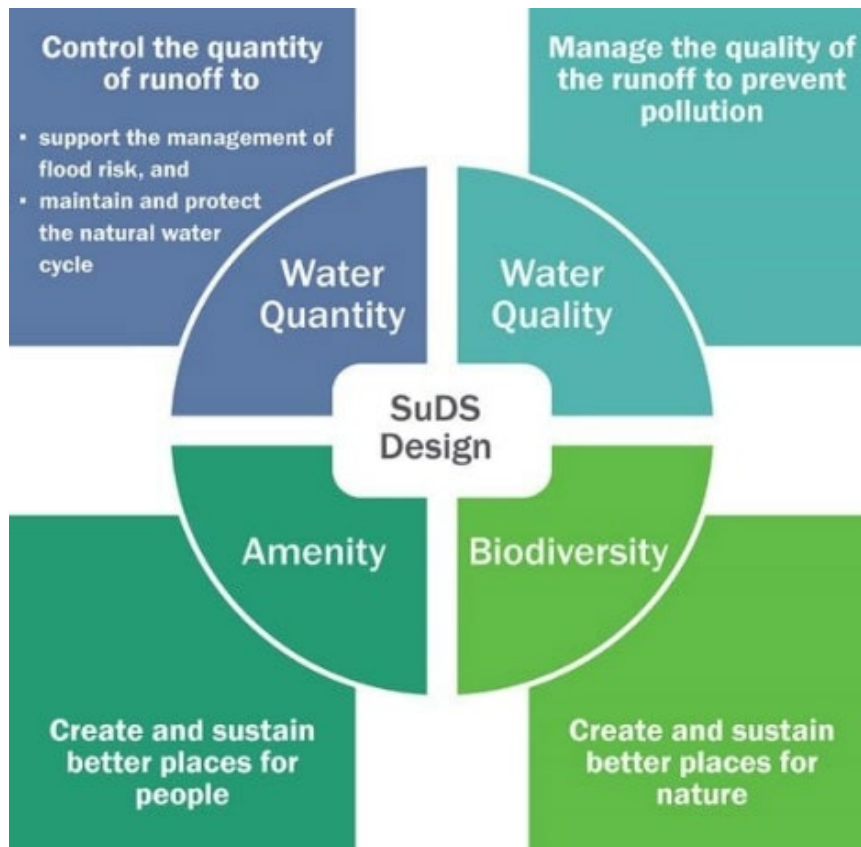 Control the quantity
of runoff to
• support the management of
flood risk, and
• maintain and protect
the natural water
cycle
Manage the quality of
the runoff to prevent
pollution
Water
Quantity
Water
Quality
SuDS
Design
Amenity
Biodiversity
Create and sustain
better places for
people
Create and sustain
better places for
nature